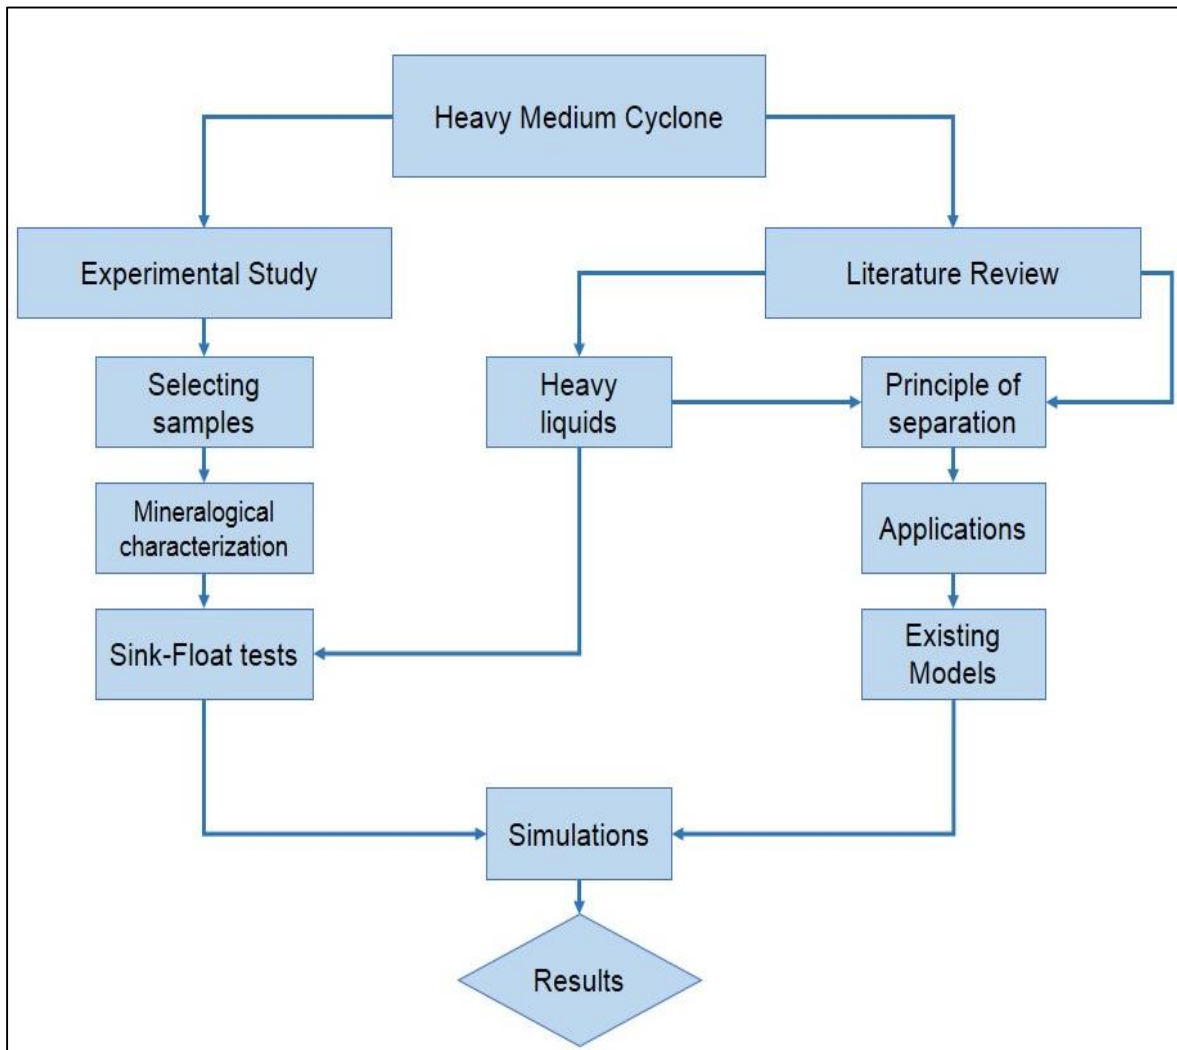 Heavy Medium Cyclone
Experimental Study
Literature Review
Selecting
samples
Heavy
liquids
Principle of
separation
Mineralogical
characterization
Applications
Sink-Float tests
Existing
Models
Simulations
Results